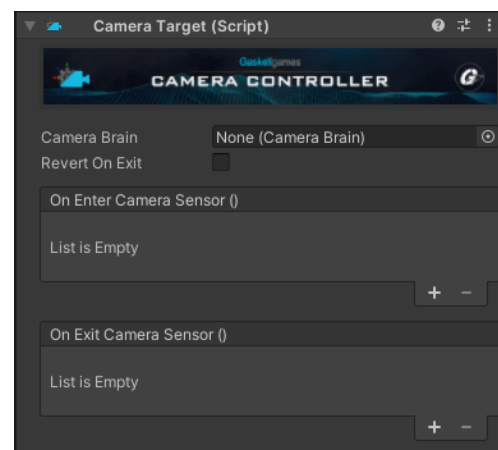 Camera Target (Script)
Gaskellgames
CAMERA CONTROLLER
G
Camera Brain None (Camera Brain)
Revert On Exit
On Enter Camera Sensor ()
List is Empty
+ −
On Exit Camera Sensor ()
List is Empty
+ −